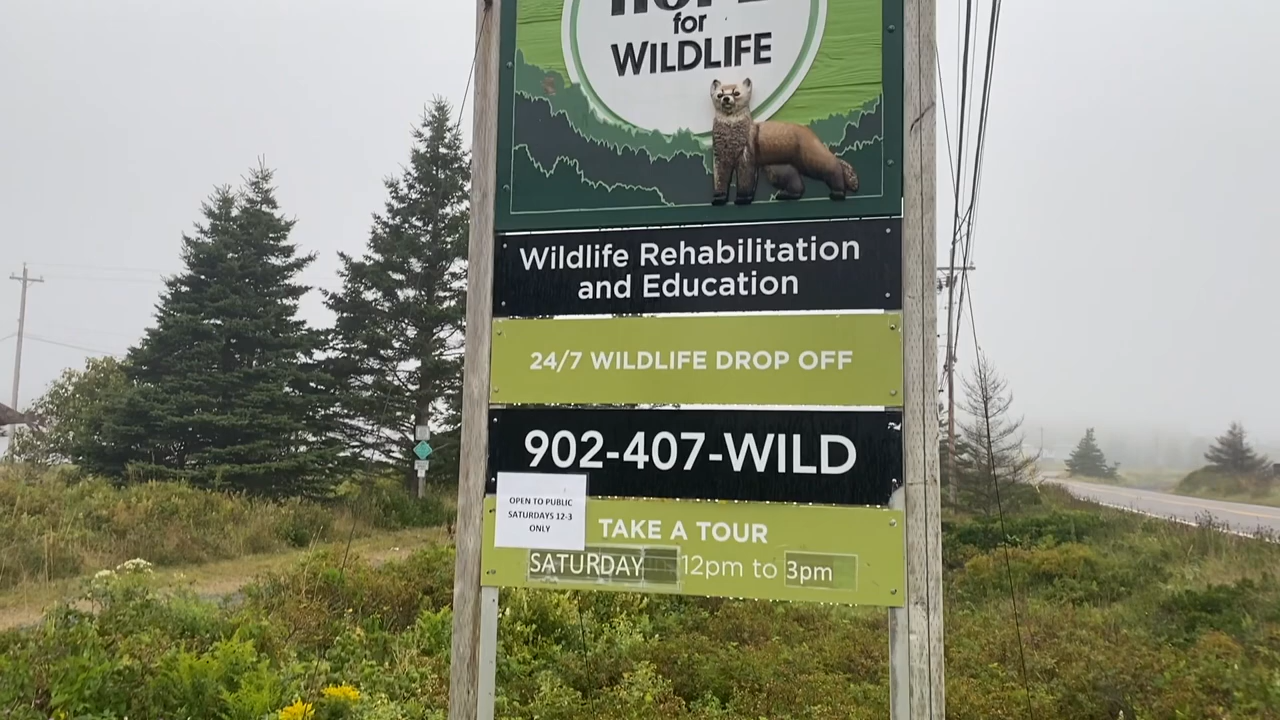 HOPE
for
WILDLIFE
Wildlife Rehabilitation
and Education
24/7 WILDLIFE DROP OFF
902-407-WILD
OPEN TO PUBLIC
SATURDAYS 12-3
ONLY
TAKE A TOUR
SATURDAY 12pm to 3pm